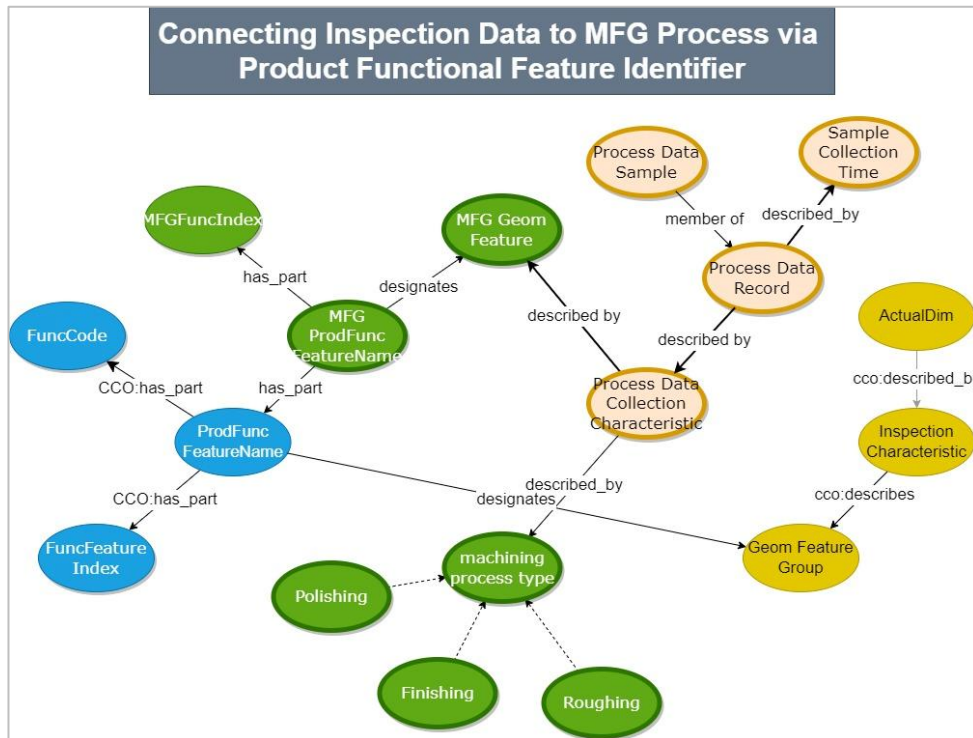 Connecting Inspection Data to MFG Process via
Product Functional Feature Identifier
Process Data
Sample
Sample
Collection
Time
member of
described_by
MFGFuncIndex
MFG Geom
Feature
has_part
designates
Process Data
Record
MFG
ProdFunc
FeatureName
described by
described by
ActualDim
FuncCode
CCO:has_part
has_part
Process Data
Collection
Characteristic
cco:described_b
ProdFunc
FeatureName
Inspection
Characteristic
CCO:has_part
described_by
designates
cco:describes
FuncFeature
Index
machining
process type
Geom Feature
Group
Polishing
Finishing
Roughing